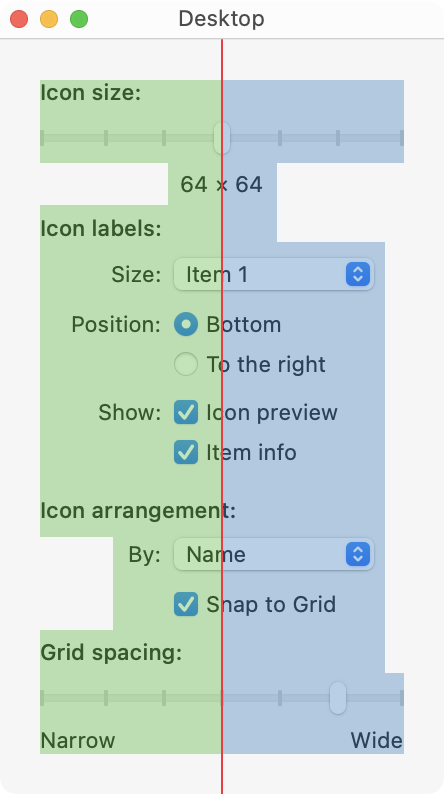 Desktop
Icon size:
64 × 64
Icon labels:
Size: Item 1
Position: Bottom
To the right
Show: Icon preview
Item info
Icon arrangement:
By: Name
Snap to Grid
Grid spacing:
Narrow Wide